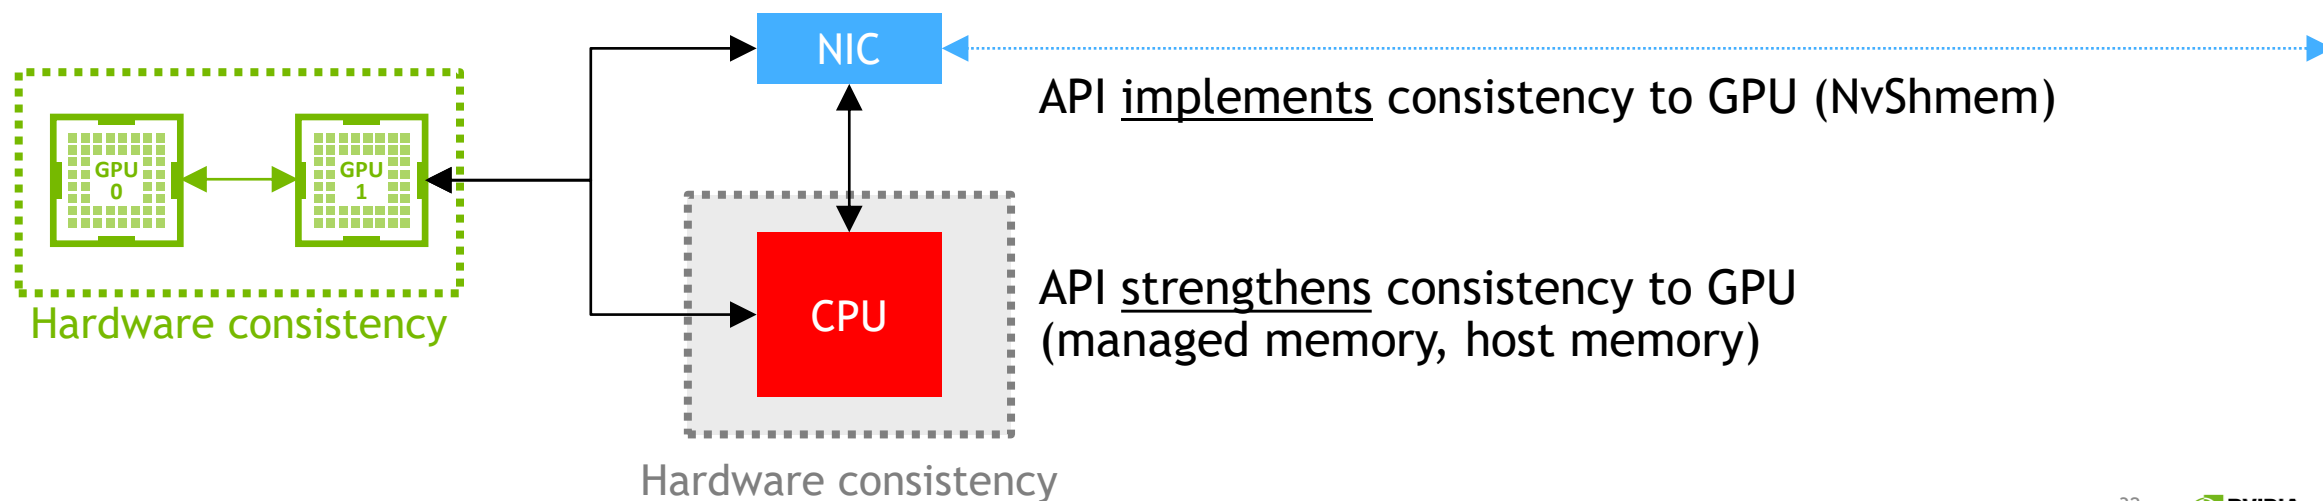 NIC
API implements consistency to GPU (NvShmem)
GPU
0
GPU
1
Hardware consistency
CPU
API strengthens consistency to GPU
(managed memory, host memory)
Hardware consistency